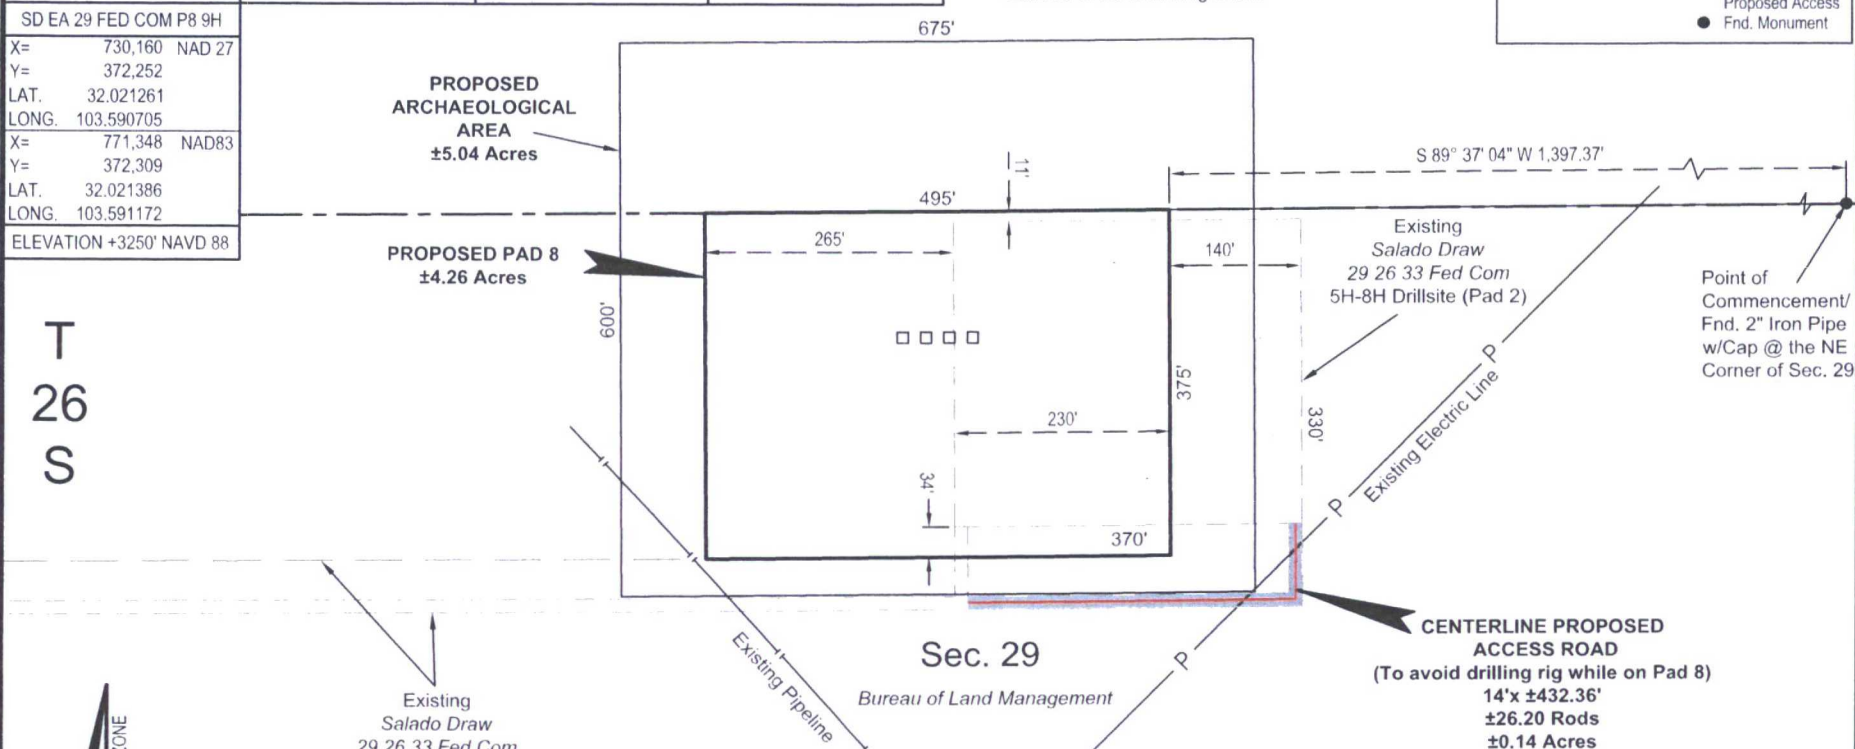 SD EA 29 FED COM P8 9H
X= 730,160 NAD 27
Y= 372,252
LAT. 32.021261
LONG. 103.590705
X= 771,348 NAD83
Y= 372,309
LAT. 32.021386
LONG. 103.591172
ELEVATION +3250' NAVD 88
Proposed Access
Fnd. Monument
675'
PROPOSED
ARCHAEOLOGICAL
AREA
±5.04 Acres
11'
S 89° 37' 04" W 1,397.37'
495'
PROPOSED PAD 8
±4.26 Acres
265'
140'
Existing
Salado Draw
29 26 33 Fed Com
5H-8H Drillsite (Pad 2)
Point of
Commencement/
Fnd. 2" Iron Pipe
w/Cap @ the NE
Corner of Sec. 29
600'
T
26
S
375'
330'
230'
P
Existing Electric Line
P
34'
370'
Existing Pipeline
Sec. 29
Bureau of Land Management
P
CENTERLINE PROPOSED
ACCESS ROAD
(To avoid drilling rig while on Pad 8)
14'x ±432.36'
±26.20 Rods
±0.14 Acres
Existing
Salado Draw
29 26 33 Fed Com
ZONE